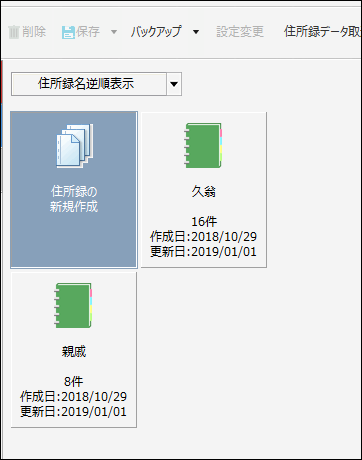 削除 保存 バックアップ 設定変更 住所録データ取
住所録名逆順表示
住所録の
新規作成
久翁
16件
作成日:2018/10/29
更新日:2019/01/01
親戚
8件
作成日:2018/10/29
更新日:2019/01/01